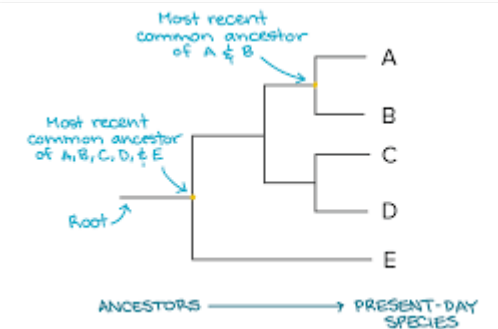 Most recent
common ancestor
of A & B
A
B
Most recent
common ancestor
of A, B, C, D, & E
C
D
Root
E
ANCESTORS
PRESENT-DAY
SPECIES